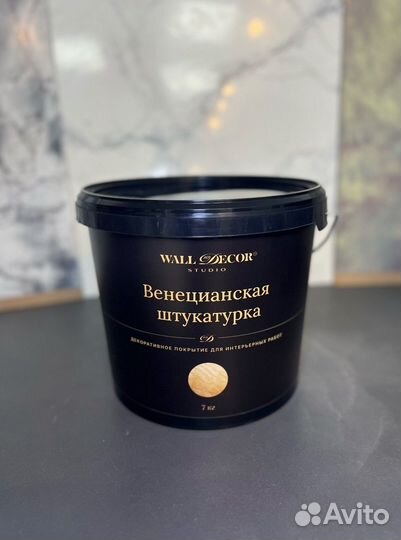 WALL DECOR®
STUDIO
Венецианская
штукатурка
ДЕКОРАТИВНОЕ ПОКРЫТИЕ ДЛЯ ИНТЕРЬЕРНЫХ РАБОТ
7 кг
Avito